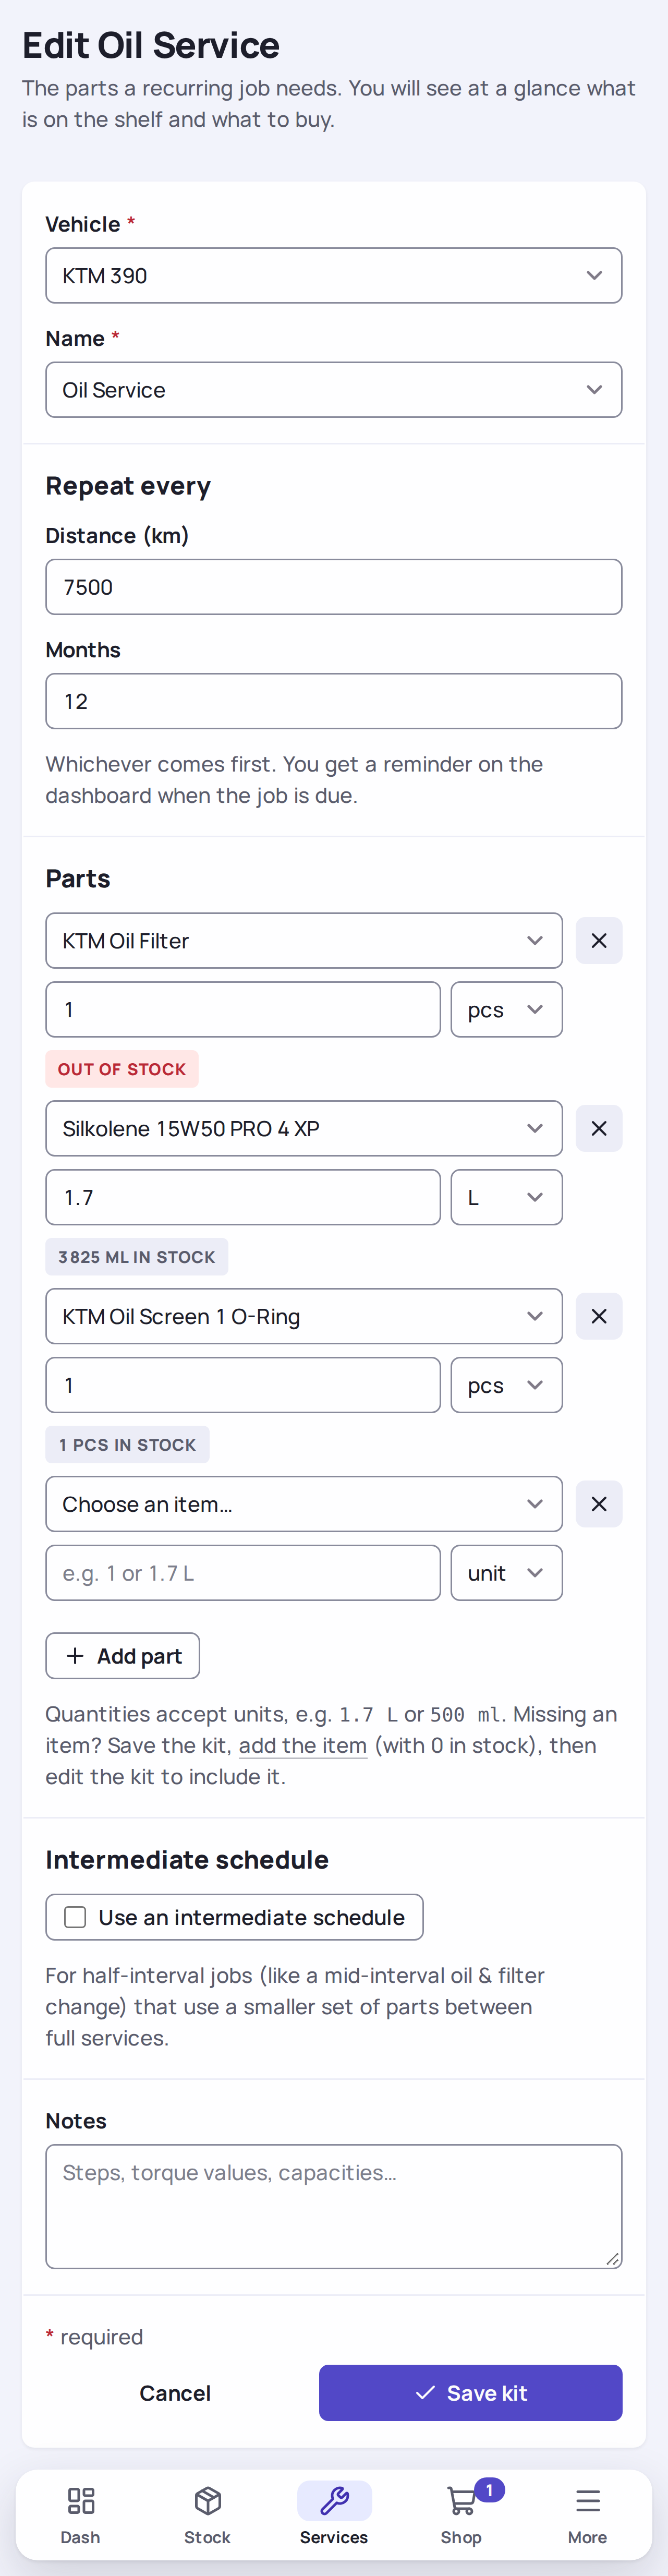 Edit Oil Service
The parts a recurring job needs. You will see at a glance what
is on the shelf and what to buy.
Vehicle *
KTM 390
Name *
Oil Service
Repeat every
Distance (km)
7500
Months
12
Whichever comes first. You get a reminder on the
dashboard when the job is due.
Parts
KTM Oil Filter
1 pcs
OUT OF STOCK
Silkolene 15W50 PRO 4 XP
1.7 L
3825 ML IN STOCK
KTM Oil Screen 1 O-Ring
1 pcs
1 PCS IN STOCK
Choose an item...
e.g. 1 or 1.7 L unit
Add part
Quantities accept units, e.g. 1.7 L or 500 ml. Missing an
item? Save the kit, add the item (with 0 in stock), then
edit the kit to include it.
Intermediate schedule
Use an intermediate schedule
For half-interval jobs (like a mid-interval oil & filter
change) that use a smaller set of parts between
full services.
Notes
Steps, torque values, capacities...
* required
Cancel Save kit
1
Dash Stock Services Shop More